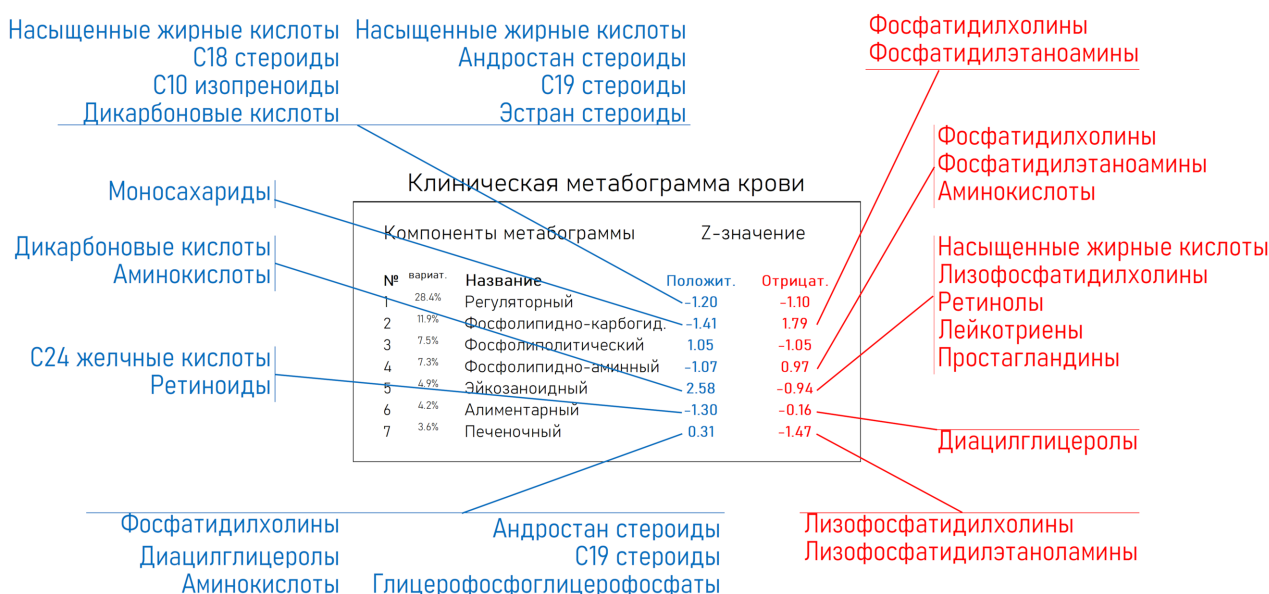 Насыщенные жирные кислоты
С18 стероиды
С10 изопреноиды
Дикарбоновые кислоты
Насыщенные жирные кислоты
Андростан стероиды
С19 стероиды
Эстран стероиды
Фосфатидилхолины
Фосфатидилэтаноамины
Моносахариды
Дикарбоновые кислоты
Аминокислоты
С24 желчные кислоты
Ретиноиды
Клиническая метабограмма крови
Компоненты метабограммы Z-значение
№ вариат. Название Положит. Отрицат.
1 28.4% Регуляторный -1.20 -1.10
2 11.9% Фосфолипидно-карбогид. -1.41 1.79
3 7.5% Фосфолиполитический 1.05 -1.05
4 7.3% Фосфолипидно-аминный -1.07 0.97
5 4.9% Эйкозаноидный 2.58 -0.94
6 4.2% Алиментарный -1.30 -0.16
7 3.6% Печеночный 0.31 -1.47
Фосфатидилхолины
Фосфатидилэтаноамины
Аминокислоты
Насыщенные жирные кислоты
Лизофосфатидилхолины
Ретинолы
Лейкотриены
Простагландины
Диацилглицеролы
Фосфатидилхолины
Диацилглицеролы
Аминокислоты
Андростан стероиды
С19 стероиды
Глицерофосфоглицерофосфаты
Лизофосфатидилхолины
Лизофосфатидилэтаноламины